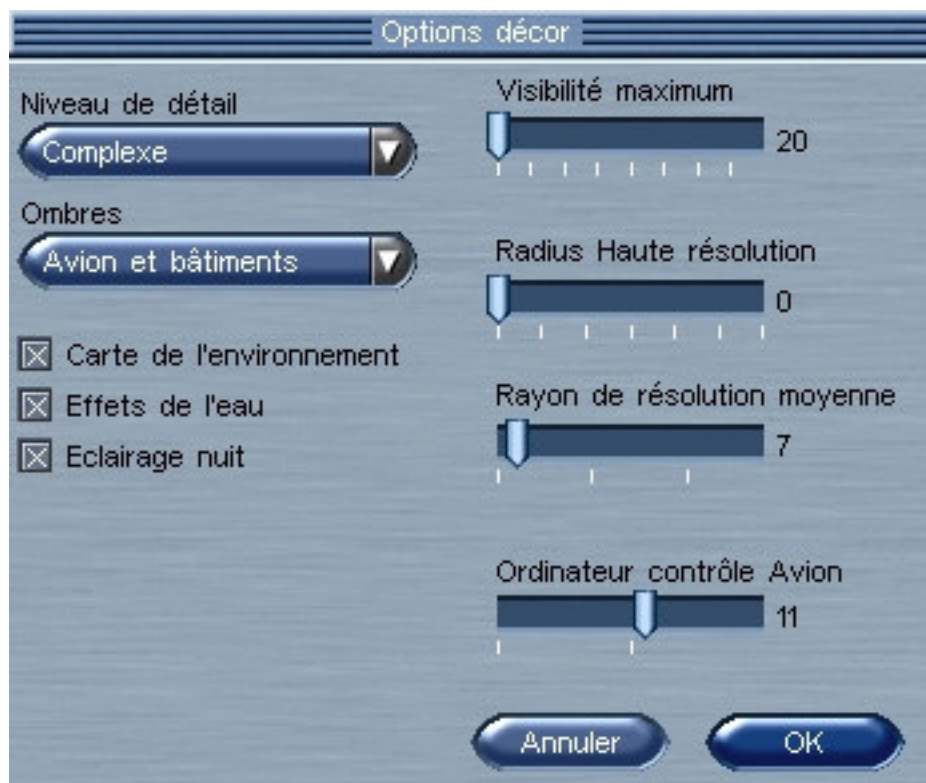 Options décor
Niveau de détail
Complexe
Ombres
Avion et bâtiments
Carte de l'environnement
Effets de l'eau
Eclairage nuit
Visibilité maximum
20
Radius Haute résolution
0
Rayon de résolution moyenne
7
Ordinateur contrôle Avion
11
Annuler
OK